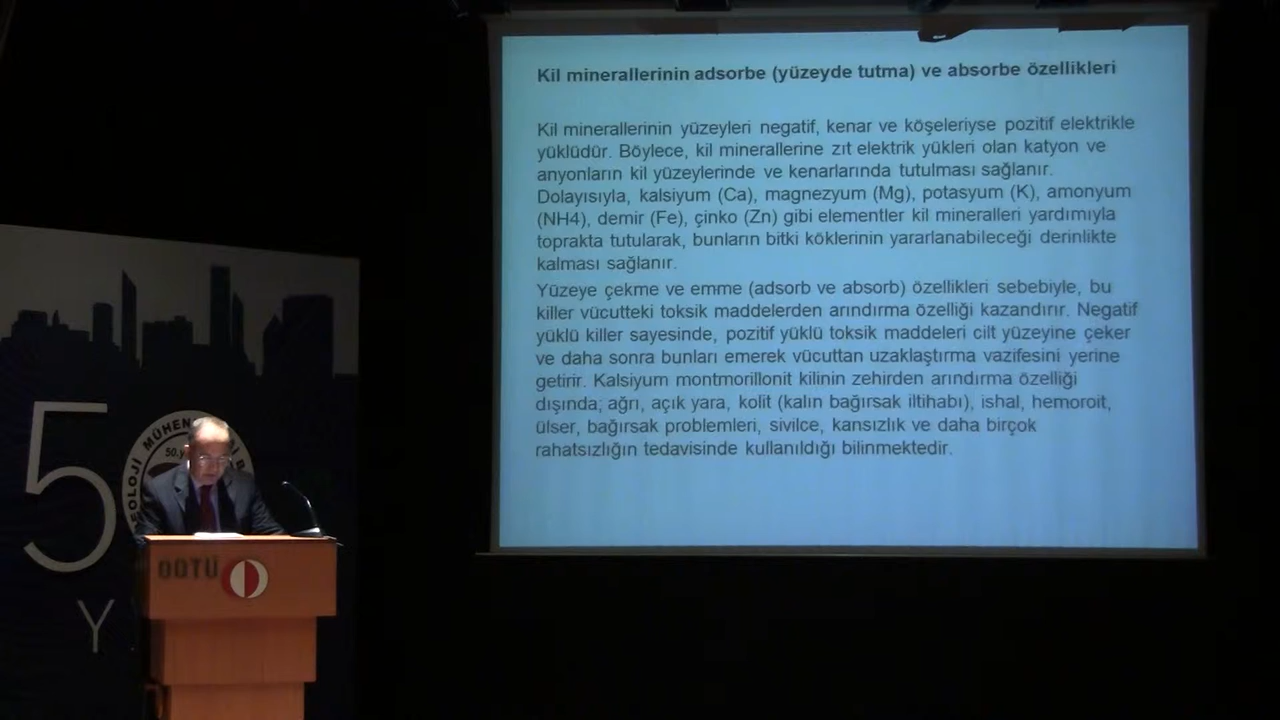 Kil minerallerinin adsorbe (yüzeyde tutma) ve absorbe özellikleri
Kil minerallerinin yüzeyleri negatif, kenar ve köşeleriyse pozitif elektrikle
yüklüdür. Böylece, kil minerallerine zıt elektrik yükleri olan katyon ve
anyonların kil yüzeylerinde ve kenarlarında tutulması sağlanır.
Dolayısıyla, kalsiyum (Ca), magnezyum (Mg), potasyum (K), amonyum
(NH4), demir (Fe), çinko (Zn) gibi elementler kil mineralleri yardımıyla
toprakta tutularak, bunların bitki köklerinin yararlanabileceği derinlikte
kalması sağlanır.
Yüzeye çekme ve emme (adsorb ve absorb) özellikleri sebebiyle, bu
killer vücutteki toksik maddelerden arındırma özelliği kazandırır. Negatif
yüklü killer sayesinde, pozitif yüklü toksik maddeleri cilt yüzeyine çeker
ve daha sonra bunları emerek vücuttan uzaklaştırma vazifesini yerine
getirir. Kalsiyum montmorillonit kilinin zehirden arındırma özelliği
dışında; ağrı, açık yara, kolit (kalın bağırsak iltihabı), ishal, hemoroit,
ülser, bağırsak problemleri, sivilce, kansızlık ve daha birçok
rahatsızlığın tedavisinde kullanıldığı bilinmektedir.
50
EOLOJİ MÜHEN
50.y
Y
ODTÜ